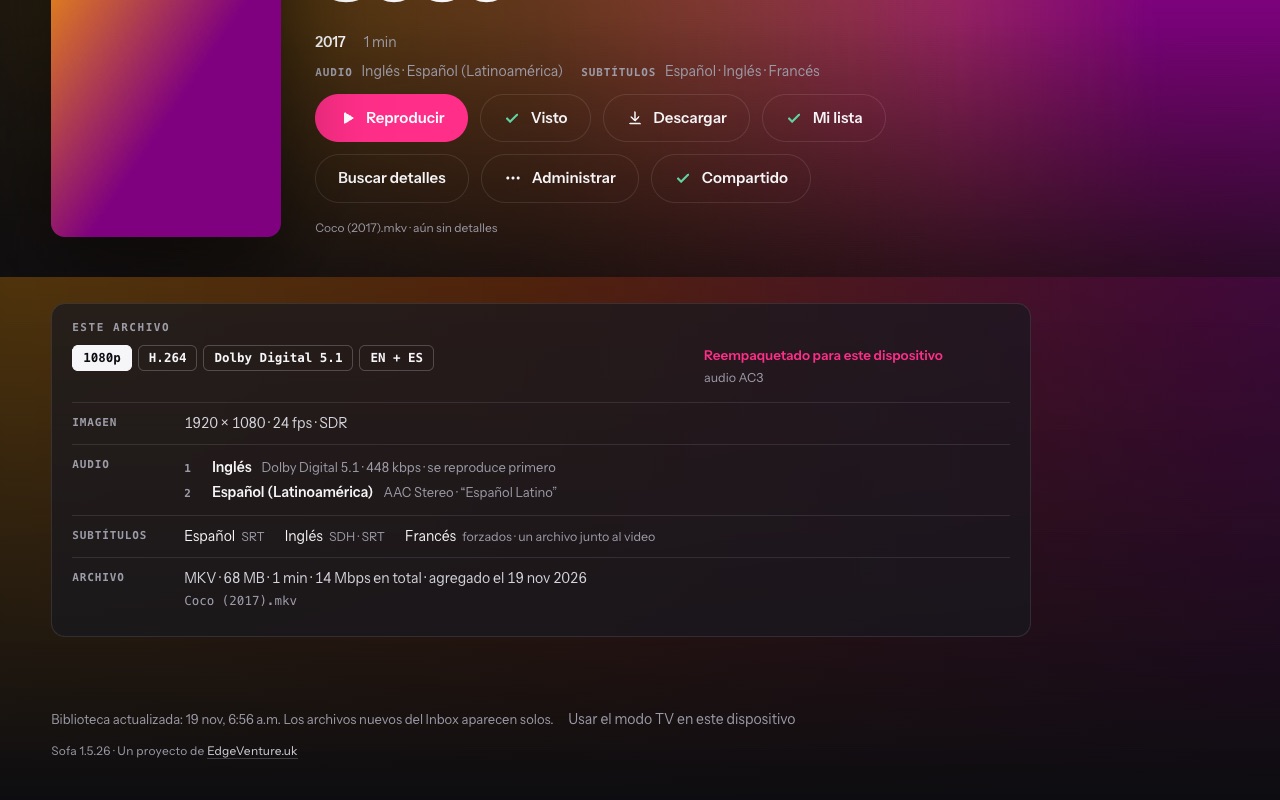 2017 1 min
AUDIO Inglés · Español (Latinoamérica) SUBTÍTULOS Español · Inglés · Francés
Reproducir Visto Descargar Mi lista
Buscar detalles Administrar Compartido
Coco (2017).mkv · aún sin detalles
ESTE ARCHIVO
1080p H.264 Dolby Digital 5.1 EN + ES
Reempaquetado para este dispositivo
audio AC3
IMAGEN 1920 × 1080 · 24 fps · SDR
AUDIO 1 Inglés Dolby Digital 5.1 · 448 kbps · se reproduce primero
2 Español (Latinoamérica) AAC Stereo · “Español Latino”
SUBTÍTULOS Español SRT Inglés SDH · SRT Francés forzados · un archivo junto al video
ARCHIVO MKV · 68 MB · 1 min · 14 Mbps en total · agregado el 19 nov 2026
Coco (2017).mkv
Biblioteca actualizada: 19 nov, 6:56 a.m. Los archivos nuevos del Inbox aparecen solos. Usar el modo TV en este dispositivo
Sofa 1.5.26 · Un proyecto de EdgeVenture.uk